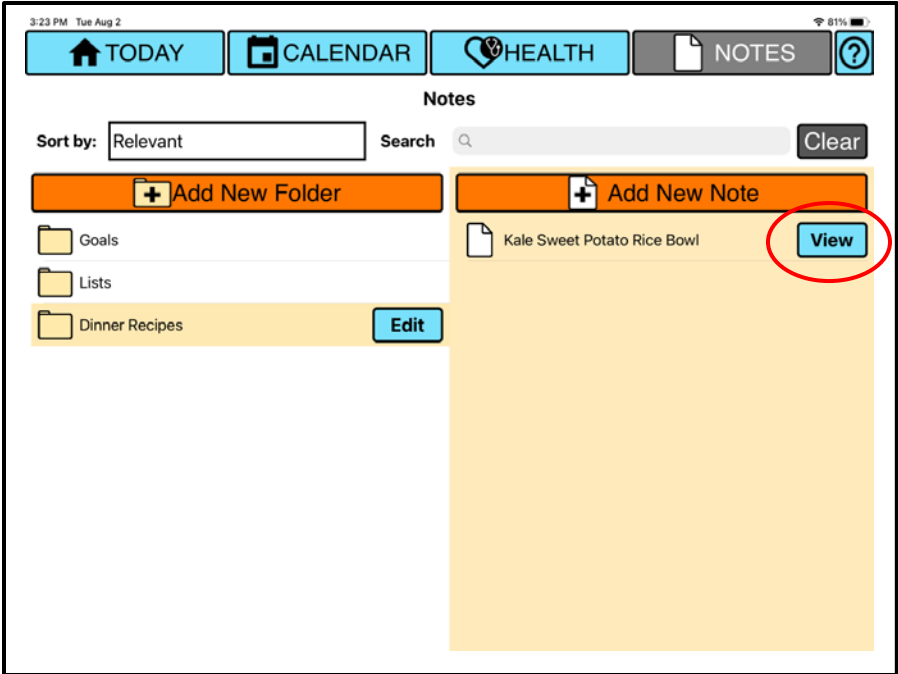 3:23 PM Tue Aug 2 81%
TODAY CALENDAR HEALTH NOTES ?
Notes
Sort by: Relevant Search Clear
Add New Folder
Add New Note
Goals
Kale Sweet Potato Rice Bowl View
Lists
Dinner Recipes Edit